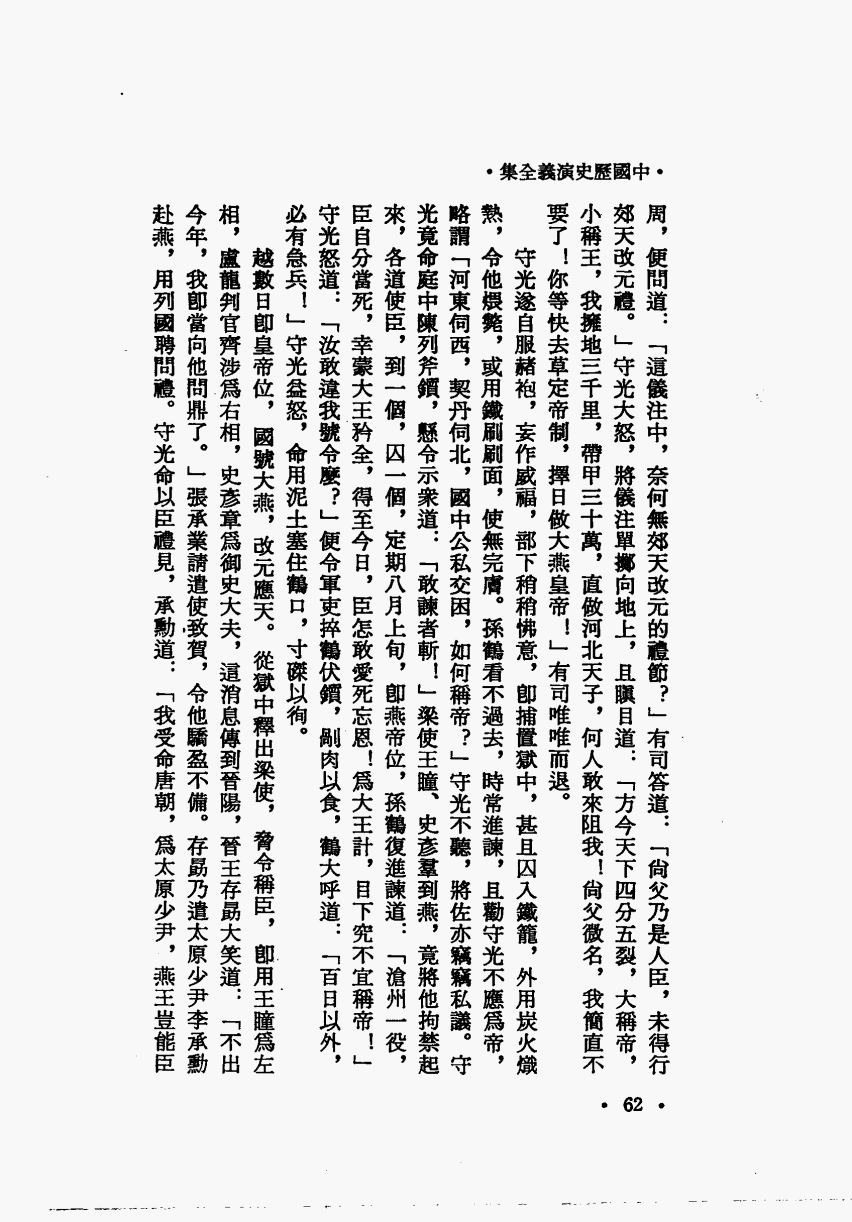 •中國歷史演義全集•
周，便問道：「這儀注中，奈何無郊天改元的禮節？」有司答道：「尙父乃是人臣，未得行
郊天改元禮。」守光大怒，將儀注單擲向地上，且瞋目道：「方今天下四分五裂，大稱帝，
小稱王，我擁地三千里，帶甲三十萬，直做河北天子，何人敢來阻我！尙父微名，我簡直不
要了！你等快去草定帝制，擇日做大燕皇帝！」有司唯唯而退。
守光遂自服赭袍，妄作威福，部下稍稍怫意，卽捕置獄中，甚且囚入鐵籠，外用炭火熾
熱，令他煨斃，或用鐵刷刷面，使無完膚。孫鶴看不過去，時常進諫，且勸守光不應爲帝，
略謂「河東伺西，契丹伺北，國中公私交困，如何稱帝？」守光不聽，將佐亦竊竊私議。守
光竟命庭中陳列斧鑕，懸令示衆道：「敢諫者斬！」梁使王瞳、史彥羣到燕，竟將他拘禁起
來，各道使臣，到一個，囚一個，定期八月上旬，卽燕帝位，孫鶴復進諫道：「滄州一役，
臣自分當死，幸蒙大王矜全，得至今日，臣怎敢愛死忘恩！爲大王計，目下究不宜稱帝！」
守光怒道：「汝敢違我號令麼？」便令軍吏捽鶴伏鑕，剮肉以食，鶴大呼道：「百日以外，
必有急兵！」守光益怒，命用泥土塞住鶴口，寸磔以徇。
越數日卽皇帝位，國號大燕，改元應天。從獄中釋出梁使，脅令稱臣，卽用王瞳爲左
相，盧龍判官齊涉爲右相，史彥章爲御史大夫，這消息傳到晉陽，晉王存勗大笑道：「不出
今年，我卽當向他問鼎了。」張承業請遣使致賀，令他驕盈不備。存勗乃遣太原少尹李承勳
赴燕，用列國聘問禮。守光命以臣禮見，承勳道：「我受命唐朝，爲太原少尹，燕王豈能臣
• 62 •